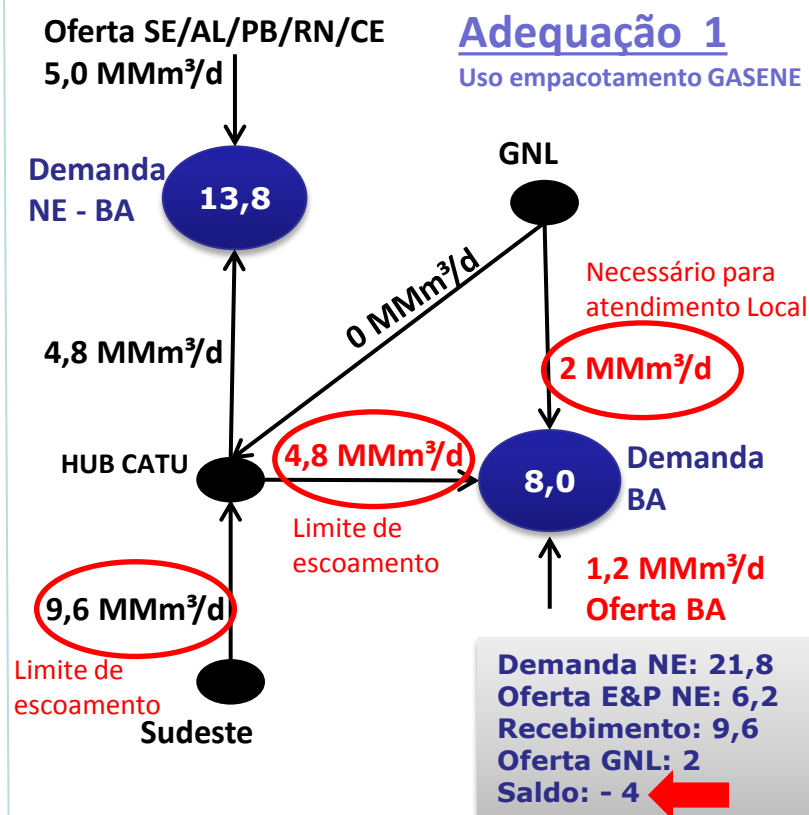 Oferta SE/AL/PB/RN/CE
5,0 MMm³/d
Adequação 1
Uso empacotamento GASENE
Demanda
NE - BA
13,8
GNL
Necessário para
atendimento Local
0 MMm³/d
4,8 MMm³/d
2 MMm³/d
HUB CATU
4,8 MMm³/d
8,0
Demanda
BA
Limite de
escoamento
1,2 MMm³/d
Oferta BA
9,6 MMm³/d
Limite de
escoamento
Sudeste
Demanda NE: 21,8
Oferta E&P NE: 6,2
Recebimento: 9,6
Oferta GNL: 2
Saldo: - 4